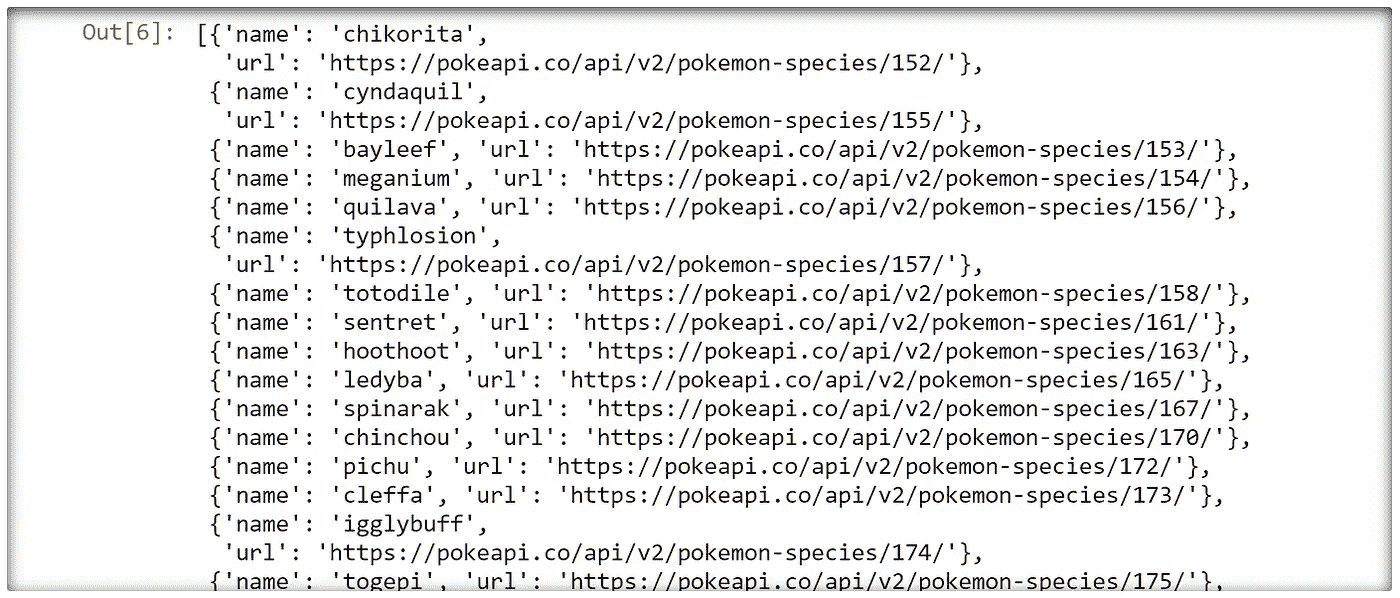 Out[6]: [{'name': 'chikorita',
'url': 'https://pokeapi.co/api/v2/pokemon-species/152/'},
{'name': 'cyndaquil',
'url': 'https://pokeapi.co/api/v2/pokemon-species/155/'},
{'name': 'bayleef', 'url': 'https://pokeapi.co/api/v2/pokemon-species/153/'},
{'name': 'meganium', 'url': 'https://pokeapi.co/api/v2/pokemon-species/154/'},
{'name': 'quilava', 'url': 'https://pokeapi.co/api/v2/pokemon-species/156/'},
{'name': 'typhlosion',
'url': 'https://pokeapi.co/api/v2/pokemon-species/157/'},
{'name': 'totodile', 'url': 'https://pokeapi.co/api/v2/pokemon-species/158/'},
{'name': 'sentret', 'url': 'https://pokeapi.co/api/v2/pokemon-species/161/'},
{'name': 'hoothoot', 'url': 'https://pokeapi.co/api/v2/pokemon-species/163/'},
{'name': 'ledyba', 'url': 'https://pokeapi.co/api/v2/pokemon-species/165/'},
{'name': 'spinarak', 'url': 'https://pokeapi.co/api/v2/pokemon-species/167/'},
{'name': 'chinchou', 'url': 'https://pokeapi.co/api/v2/pokemon-species/170/'},
{'name': 'pichu', 'url': 'https://pokeapi.co/api/v2/pokemon-species/172/'},
{'name': 'cleffa', 'url': 'https://pokeapi.co/api/v2/pokemon-species/173/'},
{'name': 'igglybuff',
'url': 'https://pokeapi.co/api/v2/pokemon-species/174/'},
{'name': 'togepi', 'url': 'https://pokeapi.co/api/v2/pokemon-species/175/'},